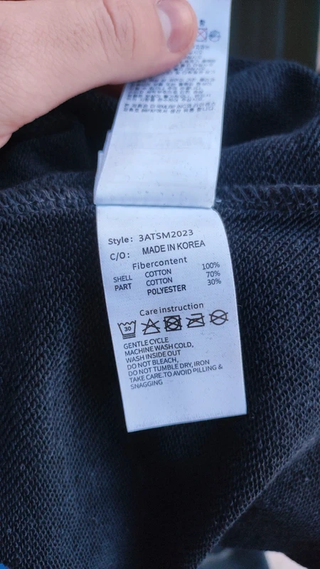 Style: 3ATSM2023
C/O: MADE IN KOREA
Fibercontent
SHELL COTTON 100%
PART COTTON 70%
POLYESTER 30%
Care instruction
30
GENTLE CYCLE
MACHINE WASH COLD,
WASH INSIDE OUT
DO NOT BLEACH,
DO NOT TUMBLE DRY, IRON
TAKE CARE.TO AVOID PILLING &
SNAGGING